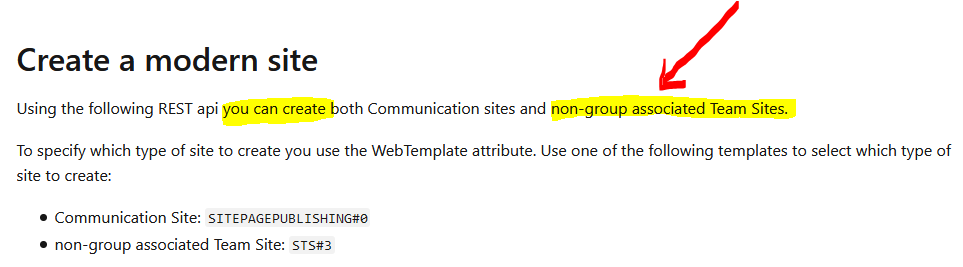 Create a modern site
Using the following REST api you can create both Communication sites and non-group associated Team Sites.
To specify which type of site to create you use the WebTemplate attribute. Use one of the following templates to select which type of
site to create:
• Communication Site: SITEPAGEPUBLISHING#0
• non-group associated Team Site: STS#3